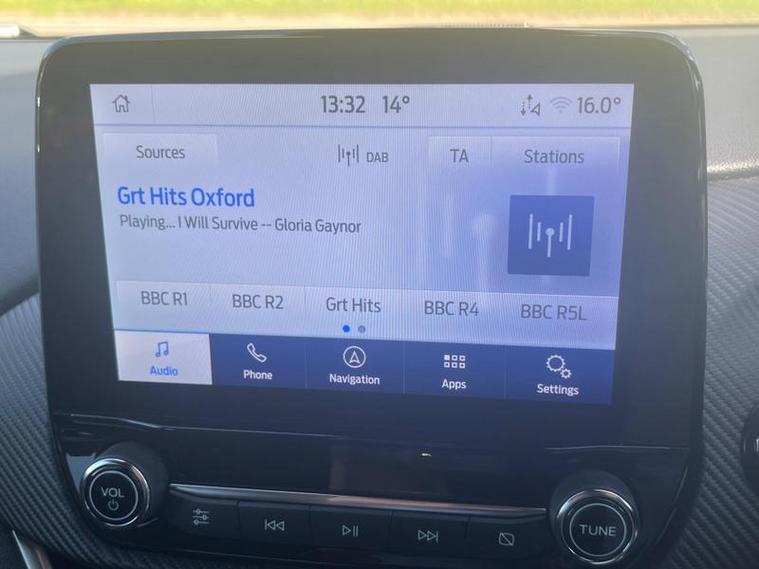 13:32 14° 16.0°
Sources DAB TA Stations
Grt Hits Oxford
Playing... I Will Survive -- Gloria Gaynor
BBC R1 BBC R2 Grt Hits BBC R4 BBC R5L
Audio Phone Navigation Apps Settings
VOL
TUNE